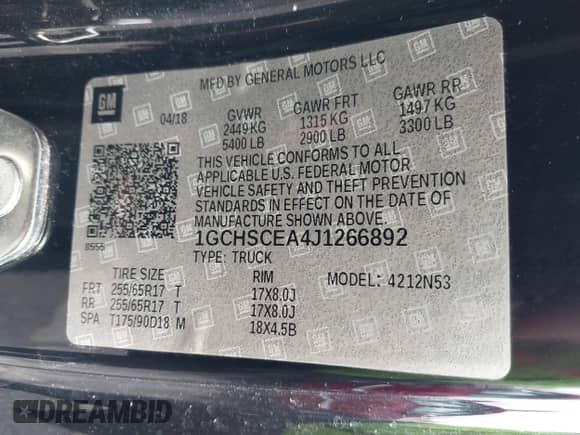 MFD BY GENERAL MOTORS LLC
GM
04/18
GVWR GAWR FRT GAWR RR
2449KG 1315 KG 1497 KG
5400 LB 2900 LB 3300 LB
THIS VEHICLE CONFORMS TO ALL
APPLICABLE U.S. FEDERAL MOTOR
VEHICLE SAFETY AND THEFT PREVENTION
STANDARDS IN EFFECT ON THE DATE OF
MANUFACTURE SHOWN ABOVE.
8555
1GCHSCEA4J1266892
TYPE: TRUCK
MODEL: 4212N53
TIRE SIZE RIM
FRT 255/65R17 T 17X8.0J
RR 255/65R17 T 17X8.0J
SPA T175/90D18 M 18X4.5B
DREAMBID